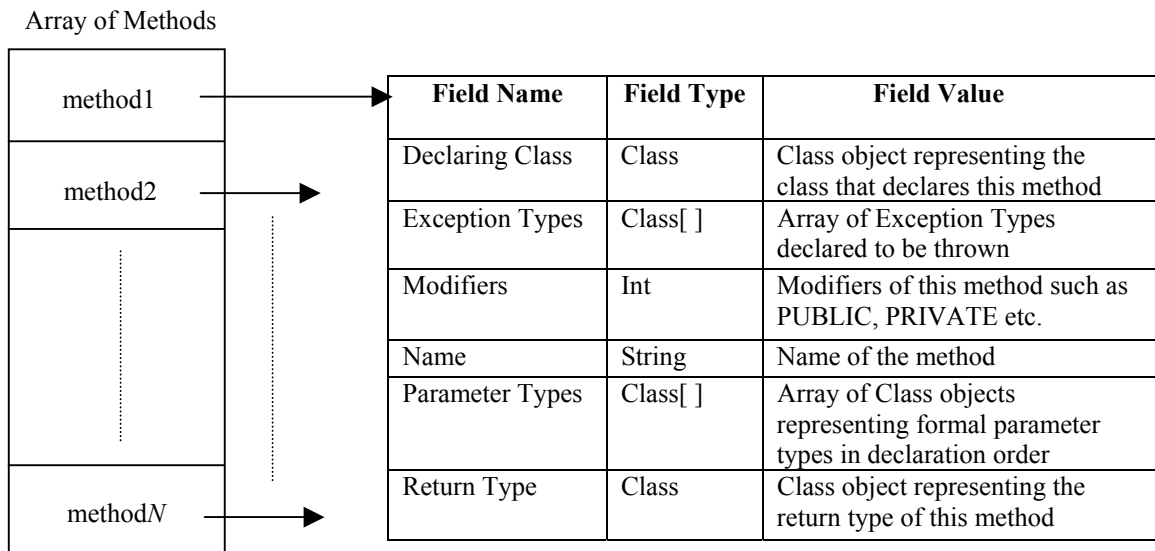 Array of Methods
method1
method2
methodN
Field Name Field Type Field Value
Declaring Class Class Class object representing the
class that declares this method
Exception Types Class[ ] Array of Exception Types
declared to be thrown
Modifiers Int Modifiers of this method such as
PUBLIC, PRIVATE etc.
Name String Name of the method
Parameter Types Class[ ] Array of Class objects
representing formal parameter
types in declaration order
Return Type Class Class object representing the
return type of this method